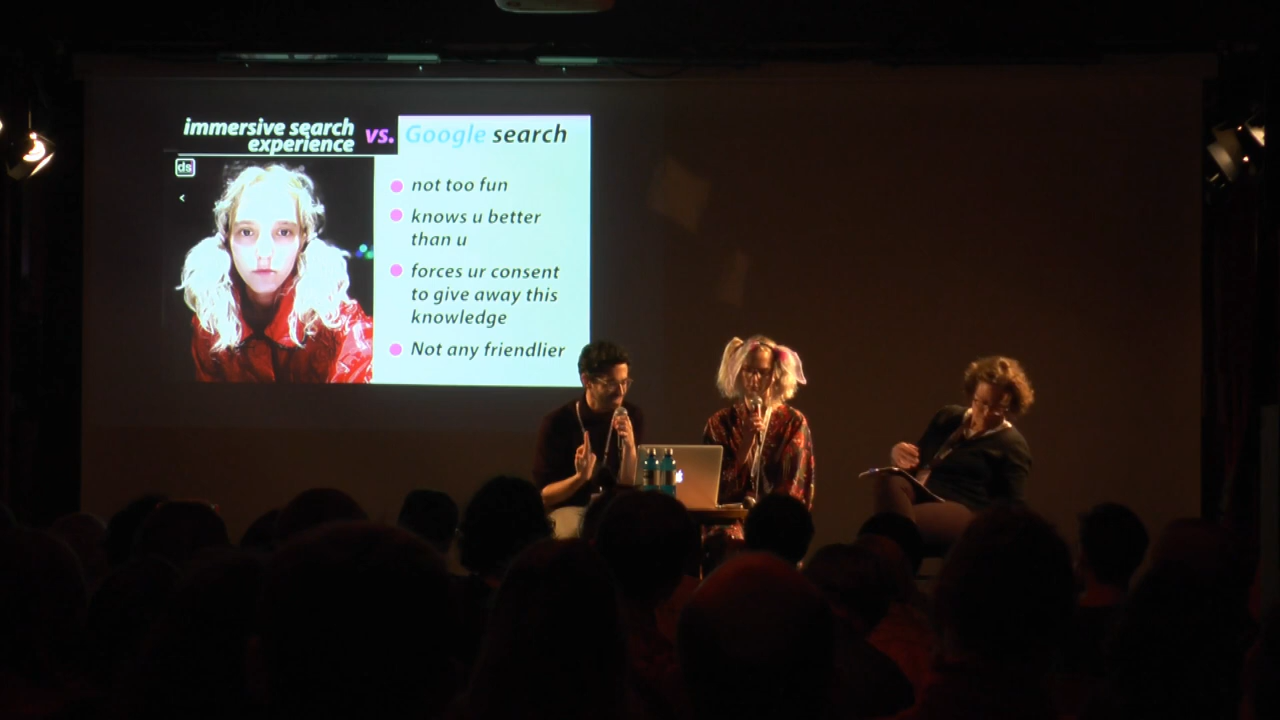 immersive search
experience
vs.
Google search
ds
not too fun
knows u better
than u
forces ur consent
to give away this
knowledge
Not any friendlier